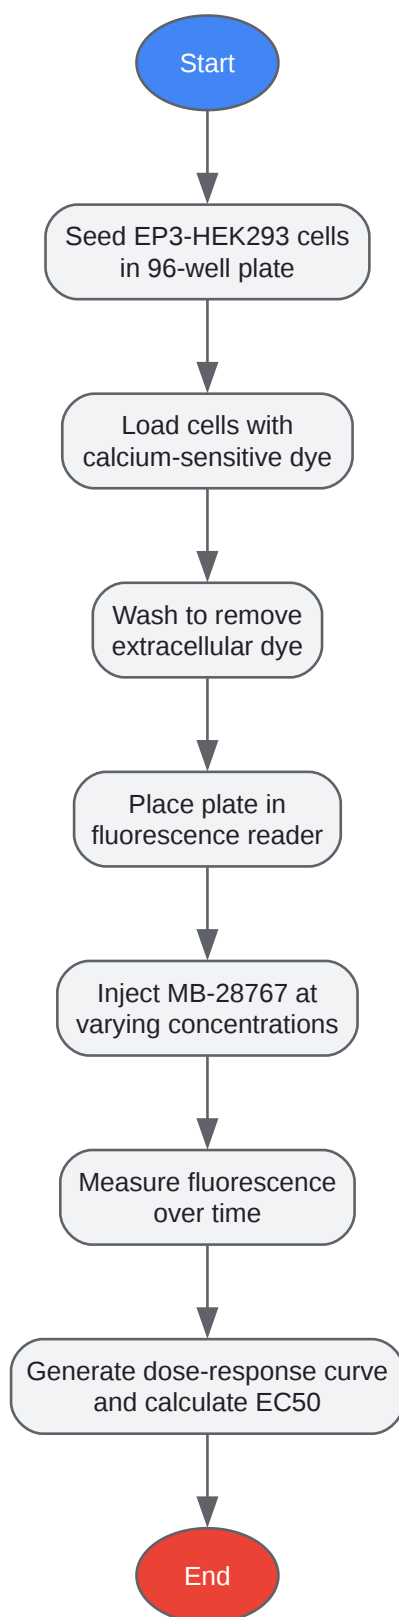 Start
Seed EP3-HEK293 cells
in 96-well plate
Load cells with
calcium-sensitive dye
Wash to remove
extracellular dye
Place plate in
fluorescence reader
Inject MB-28767 at
varying concentrations
Measure fluorescence
over time
Generate dose-response curve
and calculate EC50
End